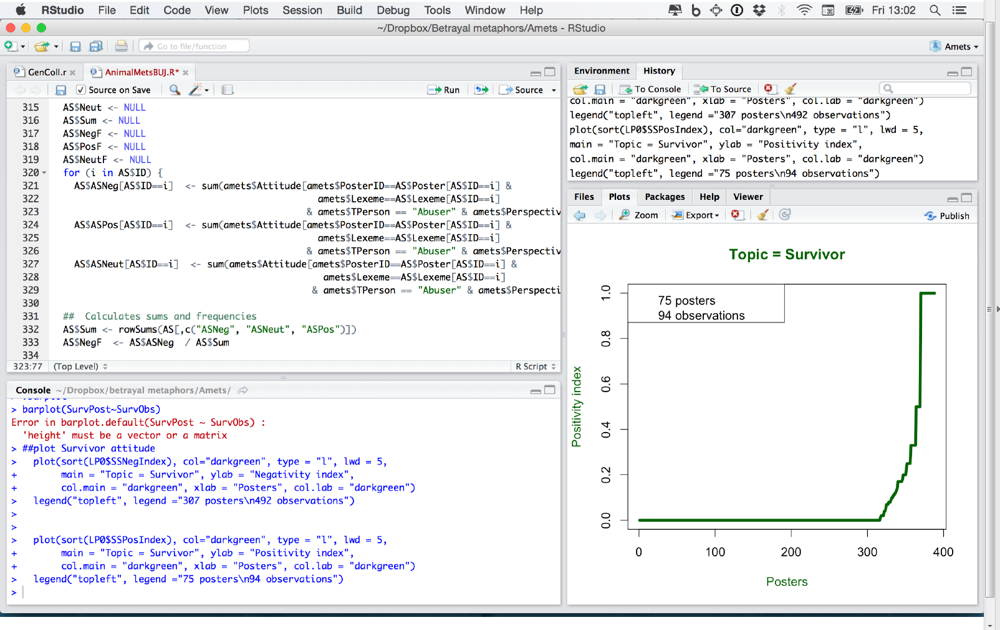 RStudio File Edit Code View Plots Session Build Debug Tools Window Help Fri 13:02
~/Dropbox/Betrayal metaphors/Amets - RStudio
Go to file/function Amets
GenColl.r AnimalMetsBUJ.R*
Source on Save Run Source
315 AS$Neut <- NULL
316 AS$Sum <- NULL
317 AS$NegF <- NULL
318 AS$PosF <- NULL
319 AS$NeutF <- NULL
320 for (i in AS$ID) {
321 AS$ASNeg[AS$ID==i] <- sum(amets$Attitude[amets$PosterID==AS$Poster[AS$ID==i] &
322 amets$Lexeme==AS$Lexeme[AS$ID==i]
323 & amets$TPerson == "Abuser" & amets$Perspectiv
324 AS$ASPos[AS$ID==i] <- sum(amets$Attitude[amets$PosterID==AS$Poster[AS$ID==i] &
325 amets$Lexeme==AS$Lexeme[AS$ID==i]
326 & amets$TPerson == "Abuser" & amets$Perspectiv
327 AS$ASNeut[AS$ID==i] <- sum(amets$Attitude[amets$PosterID==AS$Poster[AS$ID==i] &
328 amets$Lexeme==AS$Lexeme[AS$ID==i]
329 & amets$TPerson == "Abuser" & amets$Perspecti
330
331 ## Calculates sums and frequencies
332 AS$Sum <- rowSums(AS[,c("ASNeg", "ASNeut", "ASPos")])
333 AS$NegF <- AS$ASNeg / AS$Sum
334
323:77 (Top Level) R Script
Console ~/Dropbox/betrayal metaphors/Amets/
> barplot(SurvPost~SurvObs)
Error in barplot.default(SurvPost ~ SurvObs) :
'height' must be a vector or a matrix
> ##plot Survivor attitude
> plot(sort(LP0$SSNegIndex), col="darkgreen", type = "l", lwd = 5,
+ main = "Topic = Survivor", ylab = "Negativity index",
+ col.main = "darkgreen", xlab = "Posters", col.lab = "darkgreen")
> legend("topleft", legend ="307 posters\n492 observations")
>
>
> plot(sort(LP0$SSPosIndex), col="darkgreen", type = "l", lwd = 5,
+ main = "Topic = Survivor", ylab = "Positivity index",
+ col.main = "darkgreen", xlab = "Posters", col.lab = "darkgreen")
> legend("topleft", legend ="75 posters\n94 observations")
>
Environment History
To Console To Source
col.main = "darkgreen", xlab = "Posters", col.lab = "darkgreen")
legend("topleft", legend ="307 posters\n492 observations")
plot(sort(LP0$SSPosIndex), col="darkgreen", type = "l", lwd = 5,
main = "Topic = Survivor", ylab = "Positivity index",
col.main = "darkgreen", xlab = "Posters", col.lab = "darkgreen")
legend("topleft", legend ="75 posters\n94 observations")
Files Plots Packages Help Viewer
Zoom Export Publish
Topic = Survivor
75 posters
94 observations
Positivity index
1.0
0.8
0.6
0.4
0.2
0.0
0 100 200 300 400
Posters